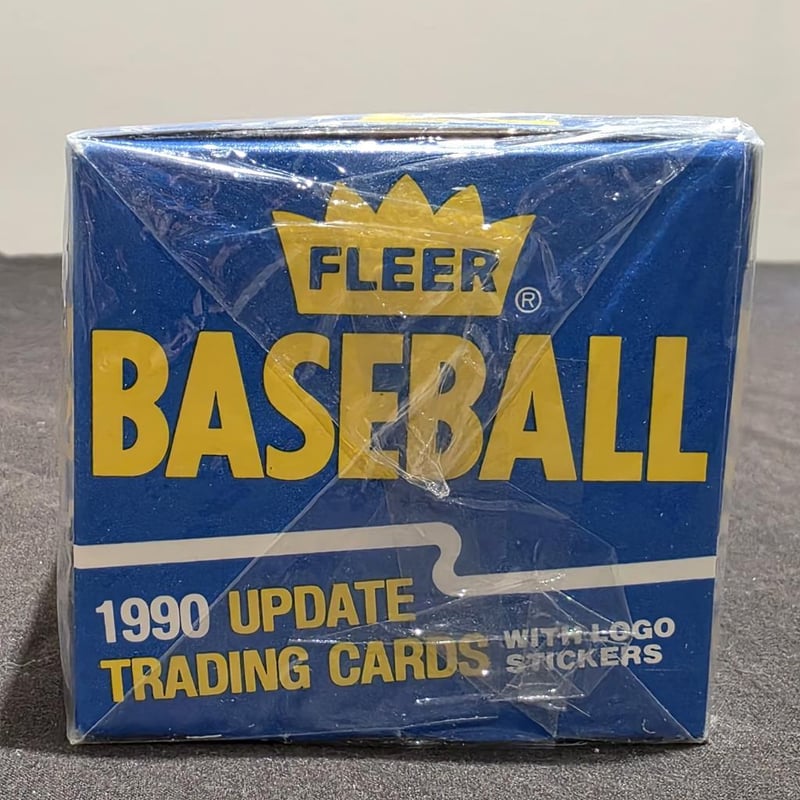 FLEER®
BASEBALL
1990 UPDATE
TRADING CARDS
WITH LOGO
STICKERS